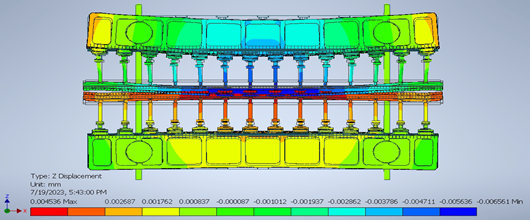 Type: Z Displacement
Unit: mm
7/19/2023, 5:43:00 PM
0.004536 Max 0.002687 0.001762 0.000837 -0.000087 -0.001012 -0.001937 -0.002862 -0.003786 -0.004711 -0.005636 -0.006561 Min
Z
X